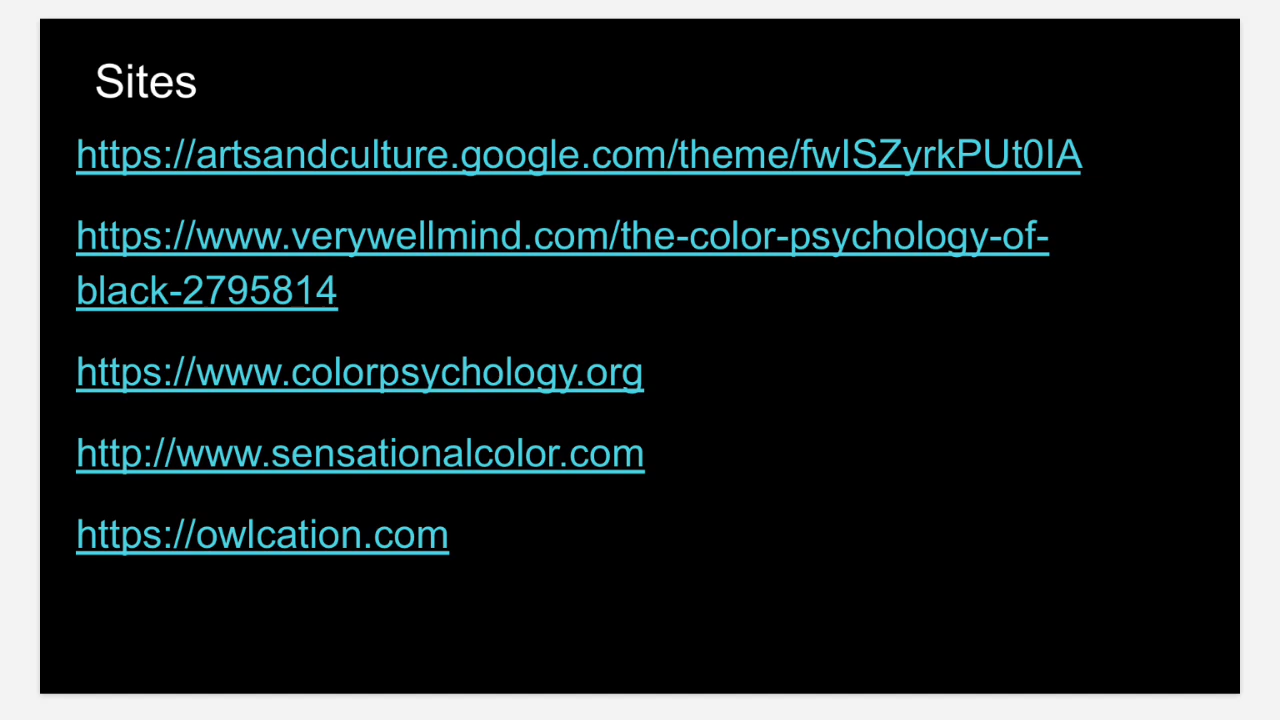 Sites
https://artsandculture.google.com/theme/fwISZyrkPUt0IA
https://www.verywellmind.com/the-color-psychology-of-
black-2795814
https://www.colorpsychology.org
http://www.sensationalcolor.com
https://owlcation.com